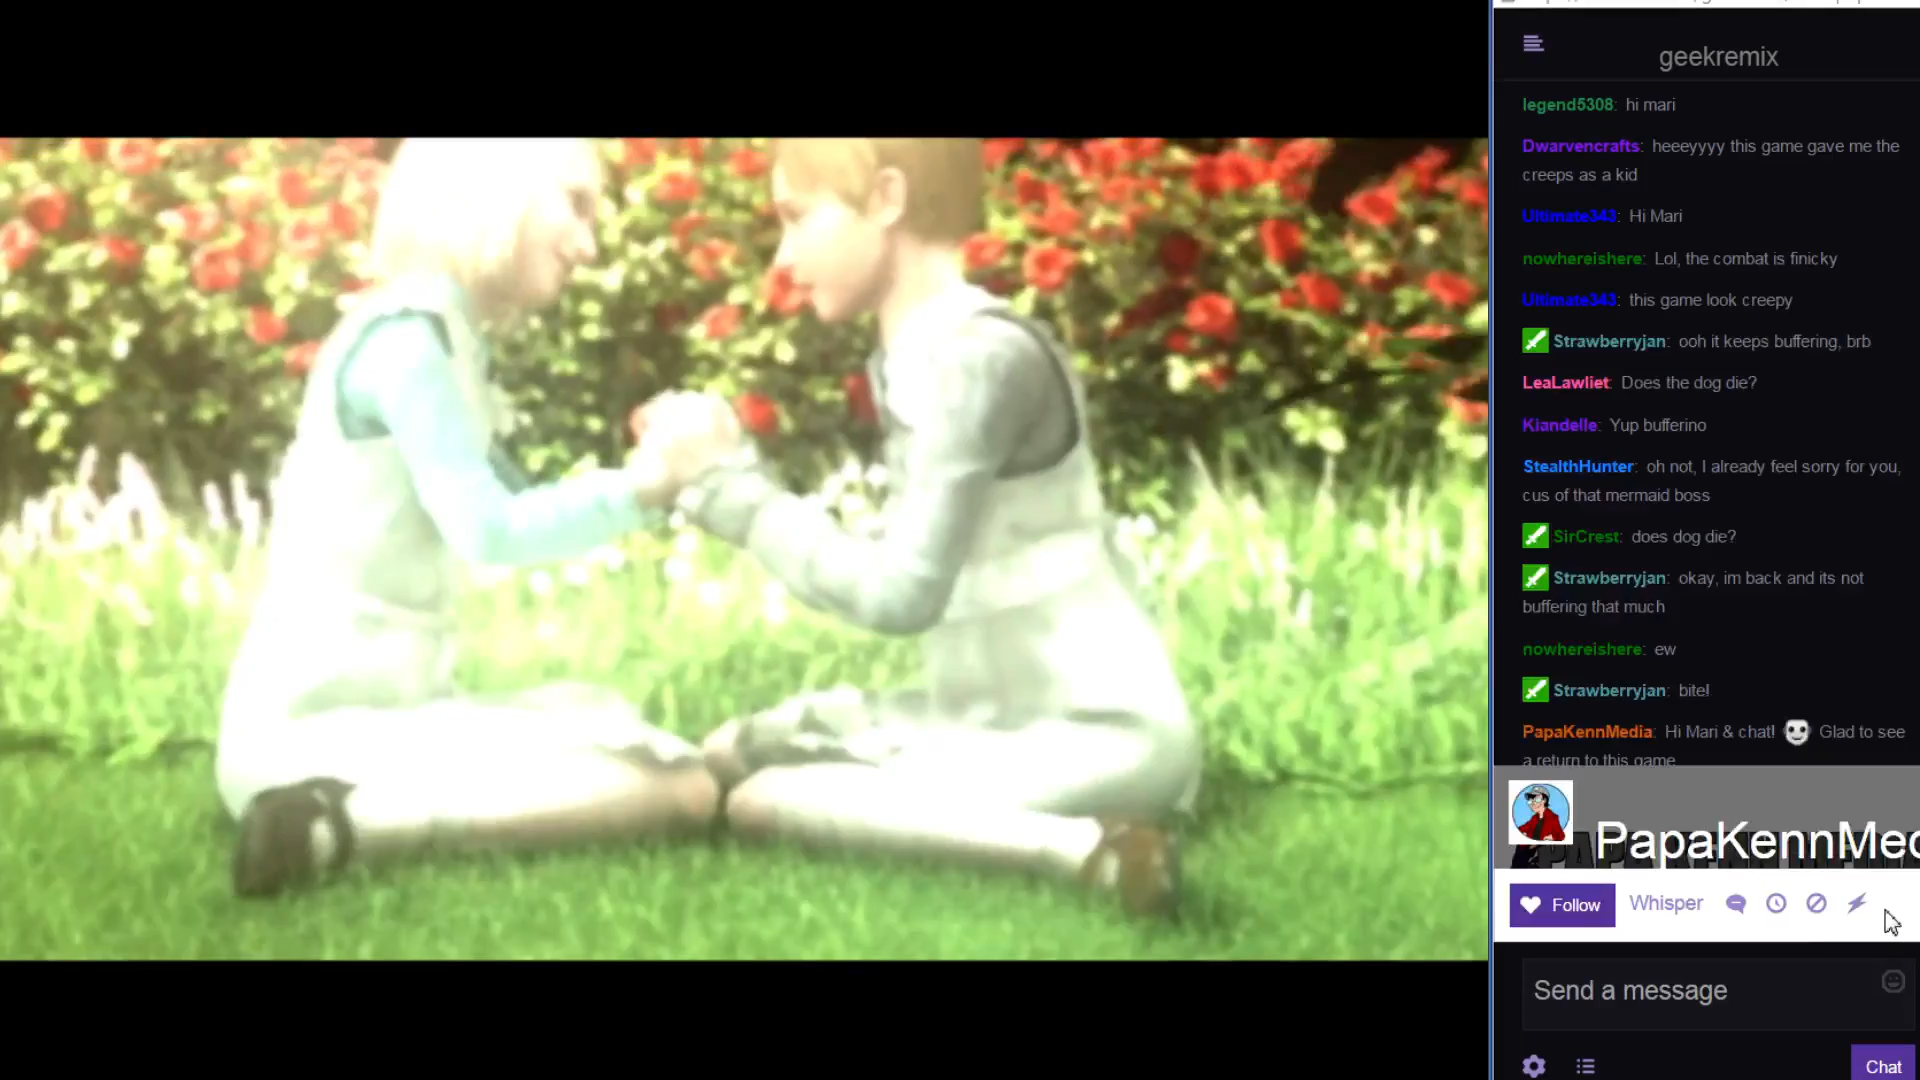 geekremix
legend5308: hi mari
Dwarvencrafts: heeeyyyy this game gave me the
creeps as a kid
Ultimate343: Hi Mari
nowhereishere: Lol, the combat is finicky
Ultimate343: this game look creepy
Strawberryjan: ooh it keeps buffering, brb
LeaLawliet: Does the dog die?
Kiandelle: Yup bufferino
StealthHunter: oh not, I already feel sorry for you,
cus of that mermaid boss
SirCrest: does dog die?
Strawberryjan: okay, im back and its not
buffering that much
nowhereishere: ew
Strawberryjan: bite!
PapaKennMedia: Hi Mari & chat! Glad to see
a return to this game
PapaKennMed
Follow Whisper
Send a message
Chat